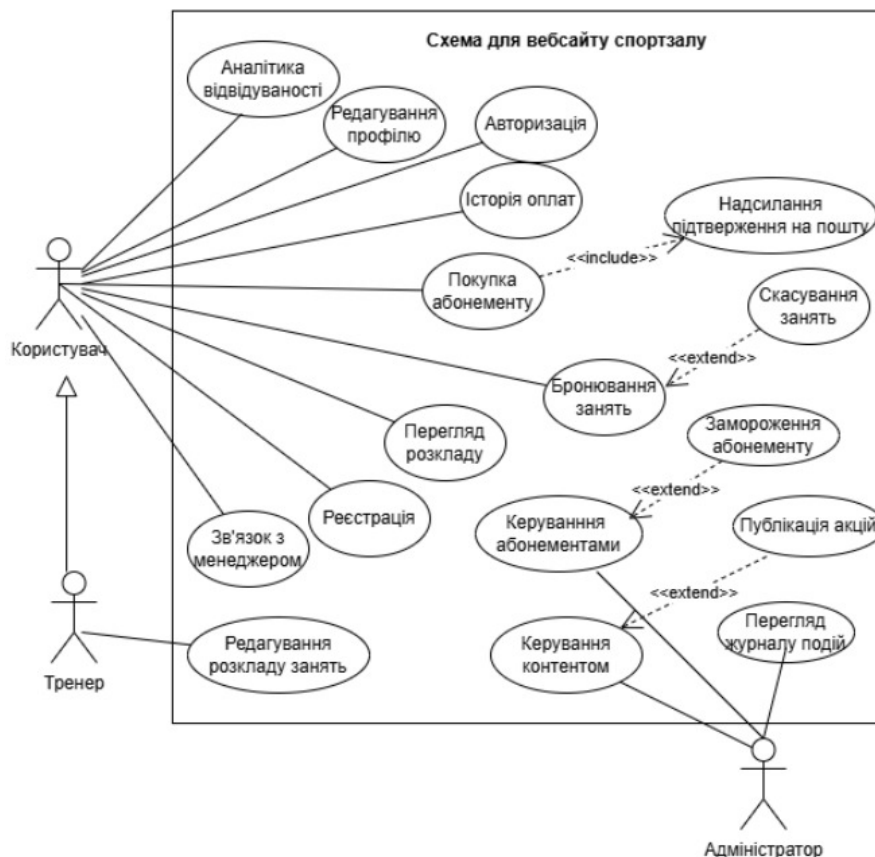 Схема для вебсайту спортзалу
Аналітика
відвідуваності
Редагування
профілю
Авторизація
Історія оплат
Надсилання
підтверження на пошту
<<include>>
Покупка
абонементу
Скасування
занять
<<extend>>
Користувач
Бронювання
занять
Перегляд
розкладу
Замороження
абонементу
<<extend>>
Реєстрація
Керуванння
абонементами
Публікація акцій
Зв'язок з
менеджером
<<extend>>
Перегляд
журналу подій
Редагування
розкладу занять
Керування
контентом
Тренер
Адміністратор